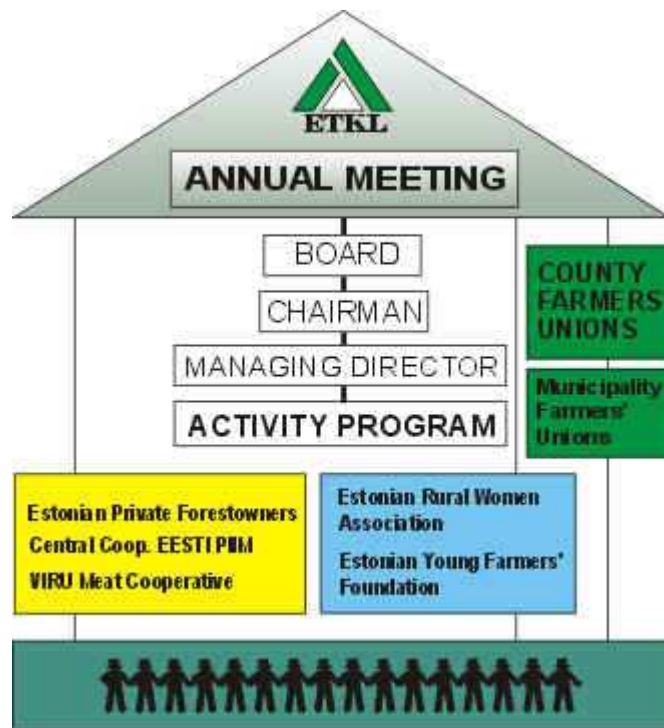 ETKL
ANNUAL MEETING
BOARD
CHAIRMAN
MANAGING DIRECTOR
ACTIVITY PROGRAM
COUNTY
FARMERS
UNIONS
Municipality
Farmers'
Unions
Estonian Private Forestowners
Central Coop. EESTI PIIM
VIRU Meat Cooperative
Estonian Rural Women
Association
Estonian Young Farmers'
Foundation